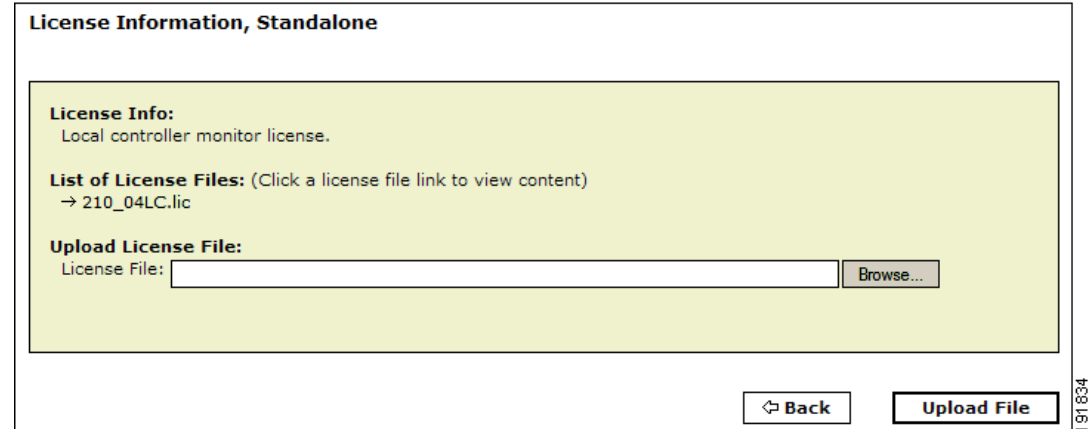 License Information, Standalone
License Info:
Local controller monitor license.
List of License Files: (Click a license file link to view content)
→ 210_04LC.lic
Upload License File:
License File: Browse...
⇦ Back Upload File
191834